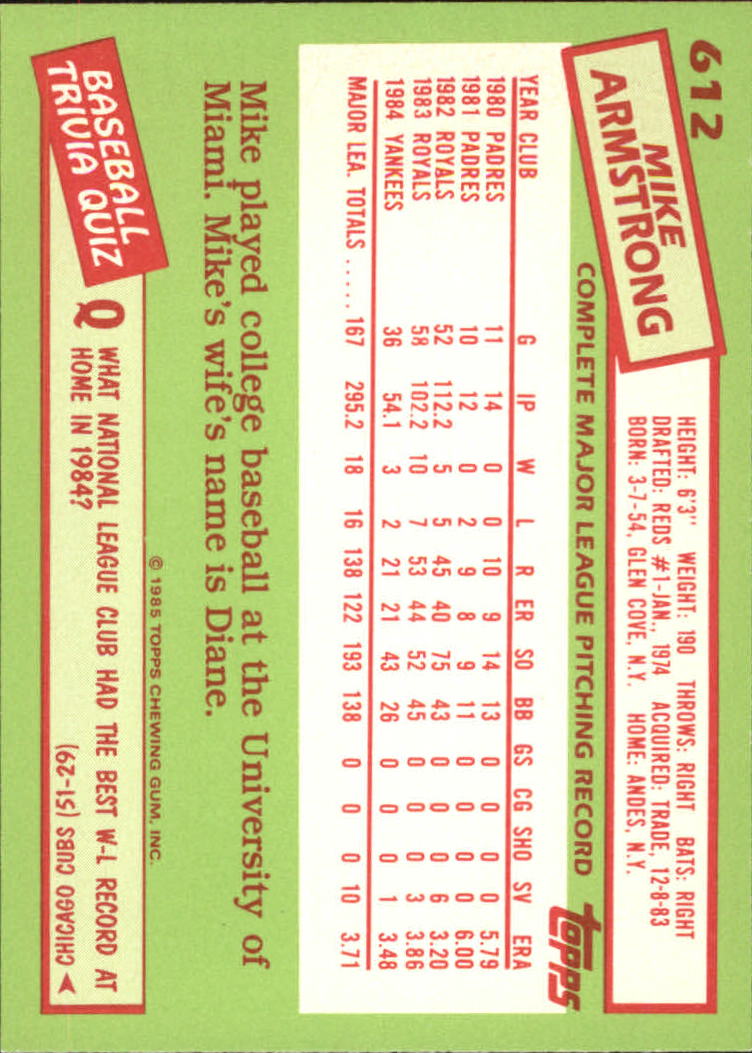 612
MIKE
ARMSTRONG
HEIGHT: 6'3" WEIGHT: 190 THROWS: RIGHT BATS: RIGHT
DRAFTED: REDS #1-JAN., 1974 ACQUIRED: TRADE, 12-8-83
BORN: 3-7-54, GLEN COVE, N.Y. HOME: ANDES, N.Y.
COMPLETE MAJOR LEAGUE PITCHING RECORD
topps
YEAR CLUB G IP W L R ER SO BB GS CG SHO SV ERA
1980 PADRES 11 14 0 0 10 9 14 13 0 0 0 0 5.79
1981 PADRES 10 12 0 2 9 8 9 11 0 0 0 0 6.00
1982 ROYALS 52 112.2 5 5 45 40 75 43 0 0 0 6 3.20
1983 ROYALS 58 102.2 10 7 53 44 52 45 0 0 0 3 3.86
1984 YANKEES 36 54.1 3 2 21 21 43 26 0 0 0 1 3.48
MAJOR LEA. TOTALS ..... 167 295.2 18 16 138 122 193 138 0 0 0 10 3.71
Mike played college baseball at the University of
Miami. Mike's wife's name is Diane.
© 1985 TOPPS CHEWING GUM, INC.
BASEBALL
TRIVIA QUIZ
Q WHAT NATIONAL LEAGUE CLUB HAD THE BEST W-L RECORD AT
HOME IN 1984?
CHICAGO CUBS (51-29)